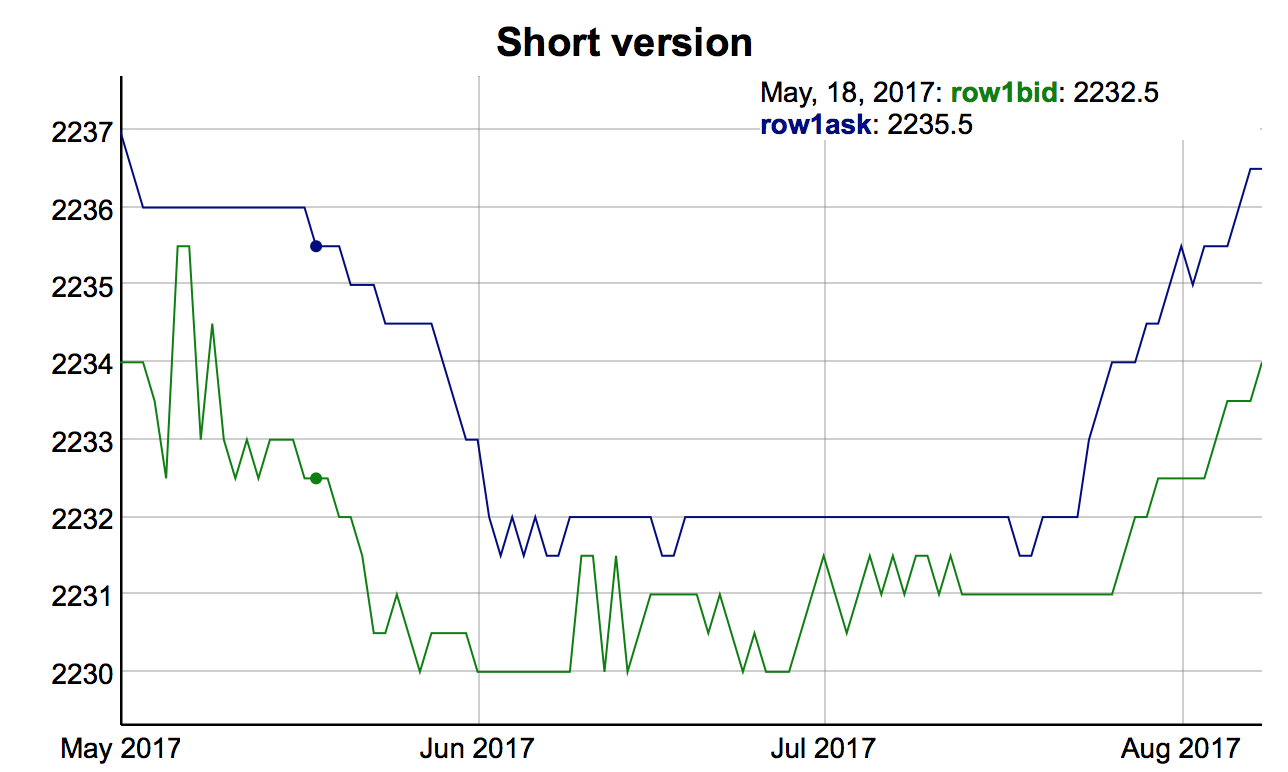 Short version
May, 18, 2017: row1bid: 2232.5
row1ask: 2235.5
2237
2236
2235
2234
2233
2232
2231
2230
May 2017
Jun 2017
Jul 2017
Aug 2017